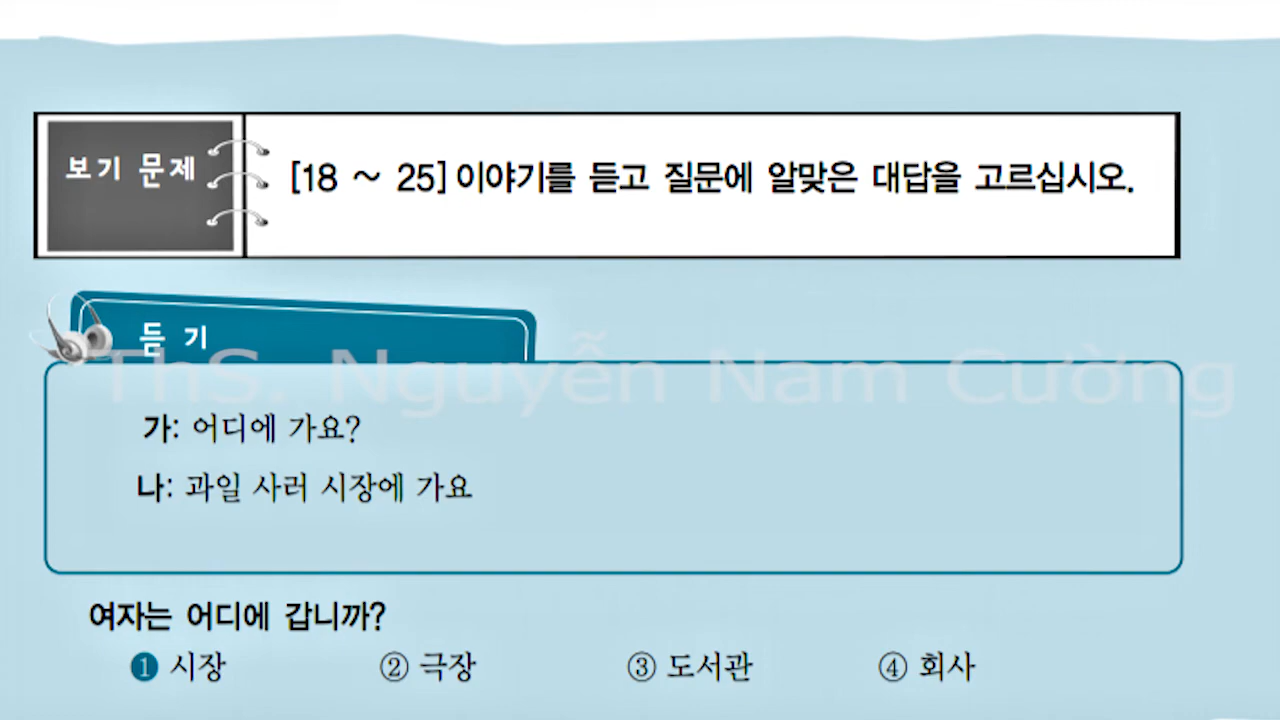 보기 문제
[18 ~ 25] 이야기를 듣고 질문에 알맞은 대답을 고르십시오.
듣 기
ThS. Nguyễn Nam Cường
가: 어디에 가요?
나: 과일 사러 시장에 가요
여자는 어디에 갑니까?
① 시장 ② 극장 ③ 도서관 ④ 회사